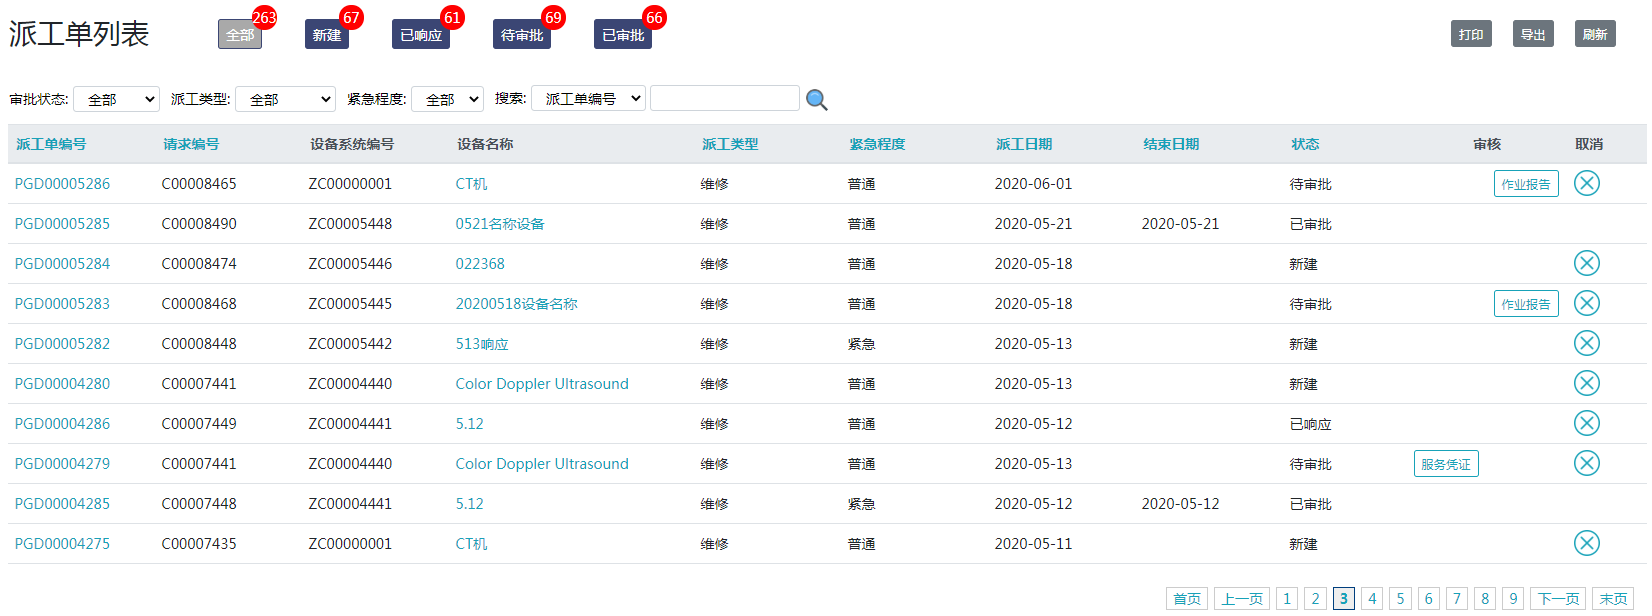 派工单列表 全部 263 新建 67 已响应 61 待审批 69 已审批 66 打印 导出 刷新
审批状态: 全部 派工类型: 全部 紧急程度: 全部 搜索: 派工单编号
派工单编号 请求编号 设备系统编号 设备名称 派工类型 紧急程度 派工日期 结束日期 状态 审核 取消
PGD00005286 C00008465 ZC00000001 CT机 维修 普通 2020-06-01 待审批 作业报告
PGD00005285 C00008490 ZC00005448 0521名称设备 维修 普通 2020-05-21 2020-05-21 已审批
PGD00005284 C00008474 ZC00005446 022368 维修 普通 2020-05-18 新建
PGD00005283 C00008468 ZC00005445 20200518设备名称 维修 普通 2020-05-18 待审批 作业报告
PGD00005282 C00008448 ZC00005442 513响应 维修 紧急 2020-05-13 新建
PGD00004280 C00007441 ZC00004440 Color Doppler Ultrasound 维修 普通 2020-05-13 新建
PGD00004286 C00007449 ZC00004441 5.12 维修 普通 2020-05-12 已响应
PGD00004279 C00007441 ZC00004440 Color Doppler Ultrasound 维修 普通 2020-05-13 待审批 服务凭证
PGD00004285 C00007448 ZC00004441 5.12 维修 紧急 2020-05-12 2020-05-12 已审批
PGD00004275 C00007435 ZC00000001 CT机 维修 普通 2020-05-11 新建
首页 上一页 1 2 3 4 5 6 7 8 9 下一页 末页